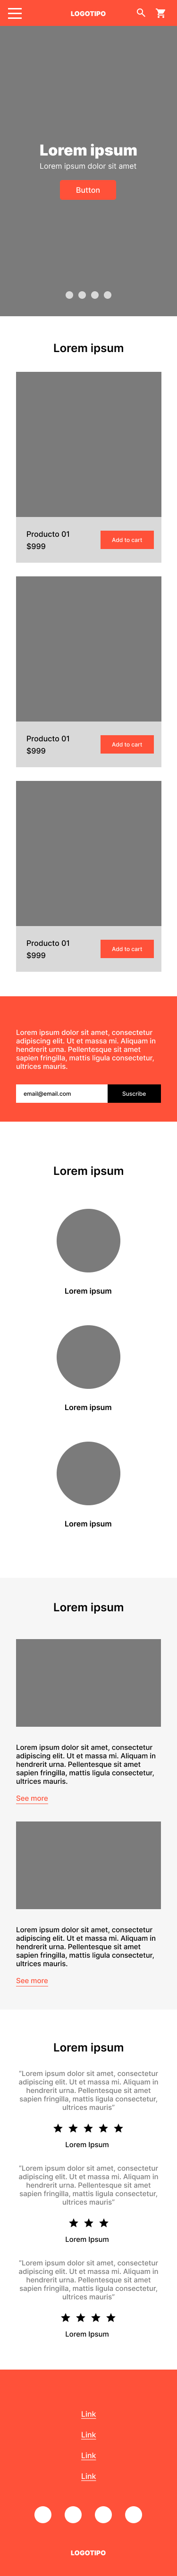 LOGOTIPO
Lorem ipsum
Lorem ipsum dolor sit amet
Button
Lorem ipsum
Producto 01
$999
Add to cart
Producto 01
$999
Add to cart
Producto 01
$999
Add to cart
Lorem ipsum dolor sit amet, consectetur
adipiscing elit. Ut et massa mi. Aliquam in
hendrerit urna. Pellentesque sit amet
sapien fringilla, mattis ligula consectetur,
ultrices mauris.
email@email.com
Suscribe
Lorem ipsum
Lorem ipsum
Lorem ipsum
Lorem ipsum
Lorem ipsum
Lorem ipsum dolor sit amet, consectetur
adipiscing elit. Ut et massa mi. Aliquam in
hendrerit urna. Pellentesque sit amet
sapien fringilla, mattis ligula consectetur,
ultrices mauris.
See more
Lorem ipsum dolor sit amet, consectetur
adipiscing elit. Ut et massa mi. Aliquam in
hendrerit urna. Pellentesque sit amet
sapien fringilla, mattis ligula consectetur,
ultrices mauris.
See more
Lorem ipsum
“Lorem ipsum dolor sit amet, consectetur
adipiscing elit. Ut et massa mi. Aliquam in
hendrerit urna. Pellentesque sit amet
sapien fringilla, mattis ligula consectetur,
ultrices mauris”
Lorem Ipsum
“Lorem ipsum dolor sit amet, consectetur
adipiscing elit. Ut et massa mi. Aliquam in
hendrerit urna. Pellentesque sit amet
sapien fringilla, mattis ligula consectetur,
ultrices mauris”
Lorem Ipsum
“Lorem ipsum dolor sit amet, consectetur
adipiscing elit. Ut et massa mi. Aliquam in
hendrerit urna. Pellentesque sit amet
sapien fringilla, mattis ligula consectetur,
ultrices mauris”
Lorem Ipsum
Link
Link
Link
Link
LOGOTIPO